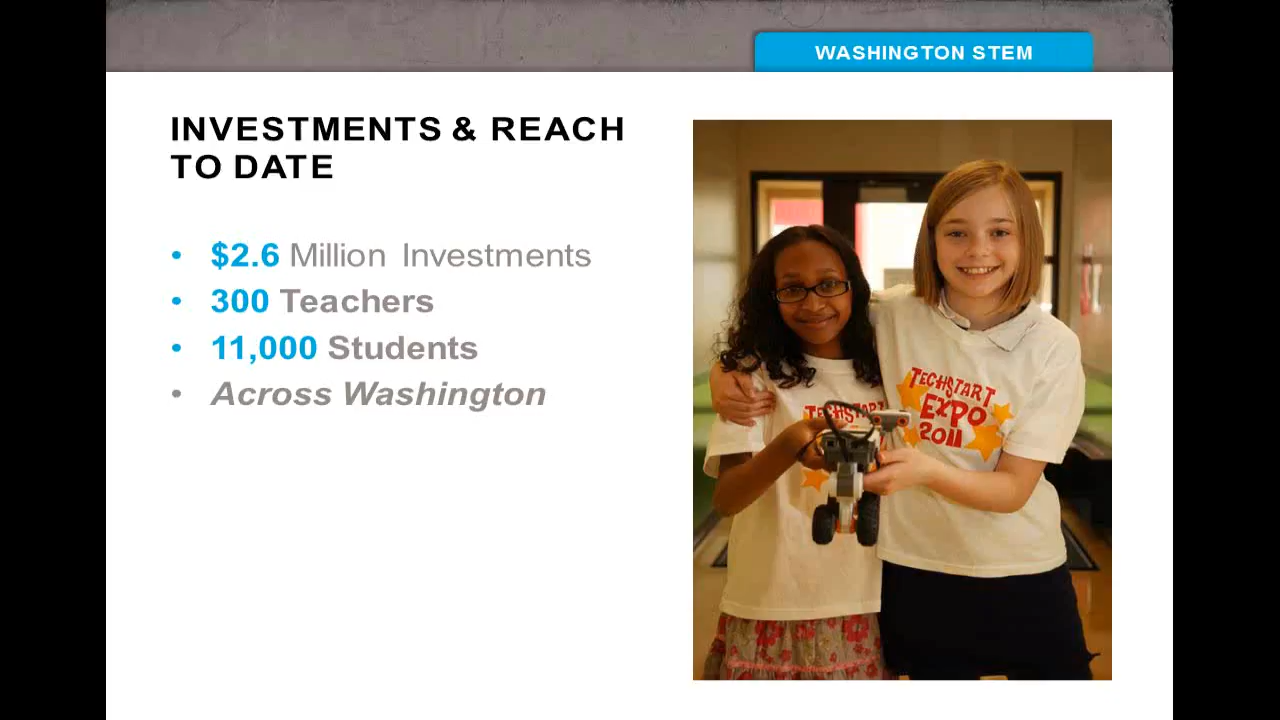 WASHINGTON STEM
INVESTMENTS & REACH
TO DATE
• $2.6 Million Investments
• 300 Teachers
• 11,000 Students
• Across Washington
TECHSTART
TECHSTART
EXPO
2011